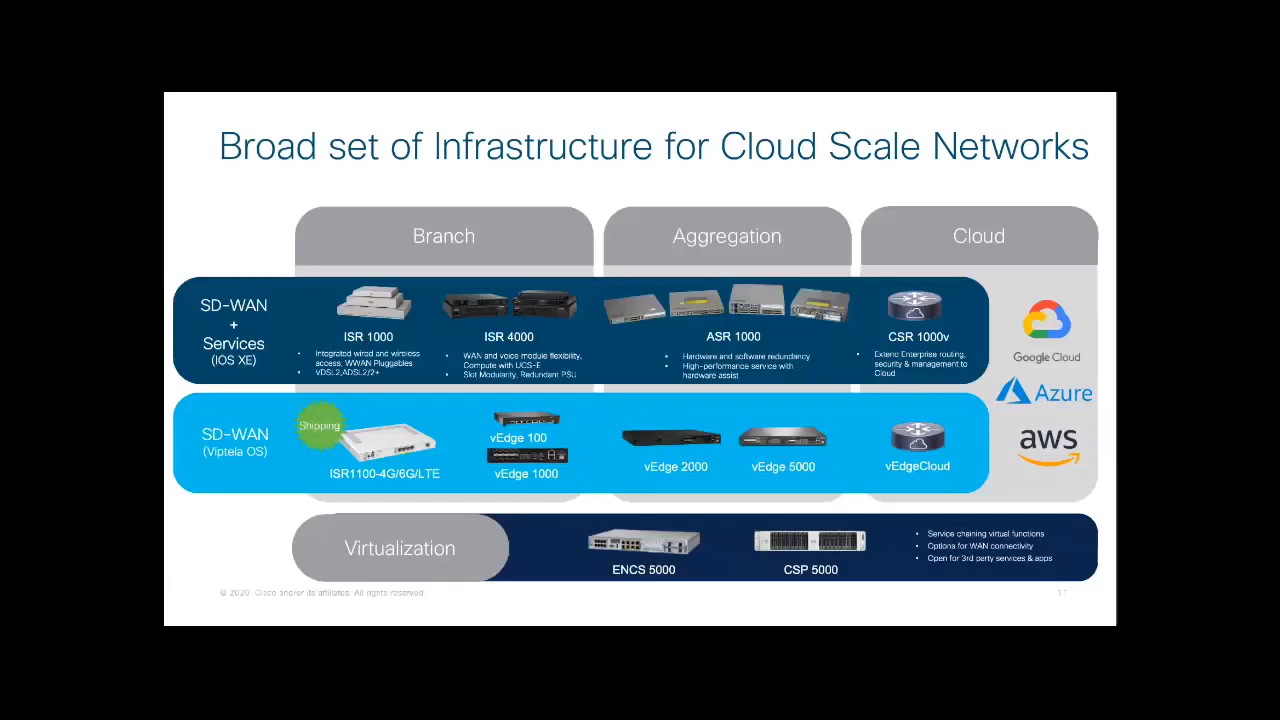 Broad set of Infrastructure for Cloud Scale Networks
Branch
Aggregation
Cloud
SD-WAN
+
Services
(IOS XE)
ISR 1000
• Integrated wired and wireless
access, WWAN Pluggables
• VDSL2,ADSL2/2+
ISR 4000
• WAN and voice module flexibility,
Compute with UCS-E
• Slot Modularity, Redundant PSU
ASR 1000
• Hardware and software redundancy
• High-performance service with
hardware assist
CSR 1000v
• Extend Enterprise routing,
security & management to
Cloud
Google Cloud
Azure
aws
SD-WAN
(Viptela OS)
Shipping
ISR1100-4G/6G/LTE
vEdge 100
vEdge 1000
vEdge 2000
vEdge 5000
vEdgeCloud
Virtualization
ENCS 5000
CSP 5000
• Service chaining virtual functions
• Options for WAN connectivity
• Open for 3rd party services & apps
© 2020 Cisco and/or its affiliates. All rights reserved.
11